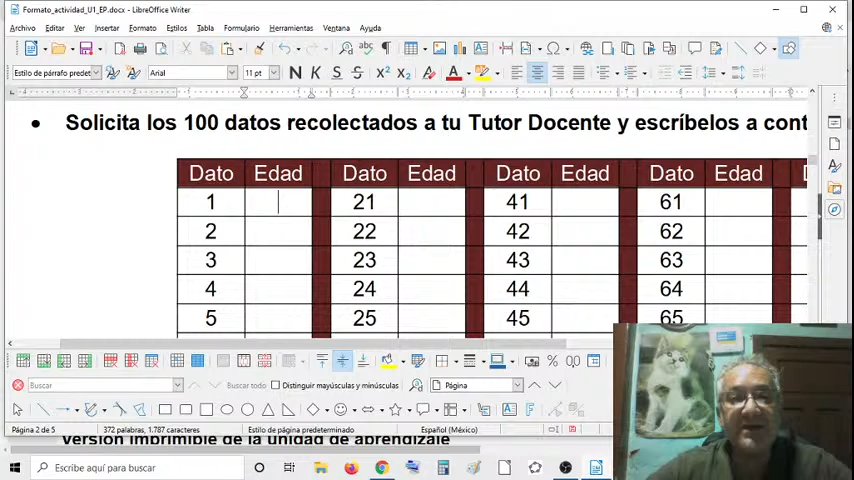 Formato_actividad_U1_EP.docx - LibreOffice Writer
Archivo Editar Ver Insertar Formato Estilos Tabla Formulario Herramientas Ventana Ayuda
Estilo de párrafo predet Arial 11 pt N K S S
• Solicita los 100 datos recolectados a tu Tutor Docente y escríbelos a cont
Dato Edad Dato Edad Dato Edad Dato Edad D
1 21 41 61
2 22 42 62
3 23 43 63
4 24 44 64
5 25 45 65
Buscar Buscar todo Distinguir mayúsculas y minúsculas Página
Página 2 de 5 372 palabras, 1.787 caracteres Estilo de página predeterminado Español (México)
Versión imprimible de la unidad de aprendizaje
Escribe aquí para buscar